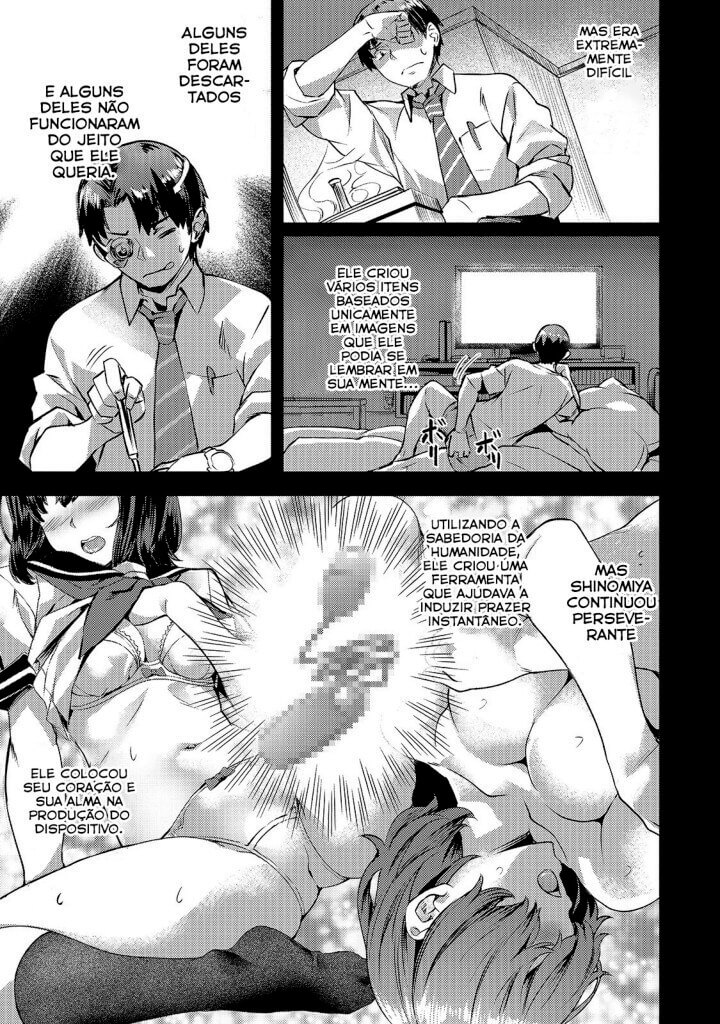 MAS ERA
EXTREMA-
MENTE
DIFÍCIL
ALGUNS
DELES
FORAM
DESCAR-
TADOS
E ALGUNS
DELES NÃO
FUNCIONARAM
DO JEITO
QUE ELE
QUERIA.
ELE CRIOU
VÁRIOS ITENS
BASEADOS
UNICAMENTE
EM IMAGENS
QUE ELE
PODIA SE
LEMBRAR EM
SUA MENTE...
ボリ
ボリ
MAS
SHINOMIYA
CONTINUOU
PERSEVE-
RANTE
UTILIZANDO A
SABEDORIA DA
HUMANIDADE,
ELE CRIOU UMA
FERRAMENTA
QUE AJUDAVA A
INDUZIR PRAZER
INSTANTÂNEO.
ELE COLOCOU
SEU CORAÇÃO E
SUA ALMA NA
PRODUÇÃO DO
DISPOSITIVO.